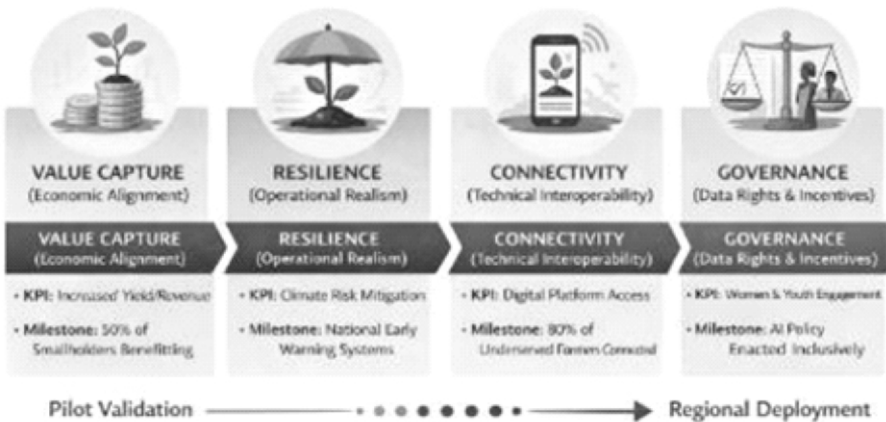 VALUE CAPTURE
(Economic Alignment)
RESILIENCE
(Operational Realism)
CONNECTIVITY
(Technical Interoperability)
GOVERNANCE
(Data Rights & Incentives)
VALUE CAPTURE
(Economic Alignment)
RESILIENCE
(Operational Realism)
CONNECTIVITY
(Technical Interoperability)
GOVERNANCE
(Data Rights & Incentives)
• KPI: Increased Yield/Revenue
• Milestone: 50% of
Smallholders Benefitting
• KPI: Climate Risk Mitigation
• Milestone: National Early
Warning Systems
• KPI: Digital Platform Access
• Milestone: 80% of
Underserved Farmers Connected
• KPI: Women & Youth Engagement
• Milestone: AI Policy
Enacted Inclusively
Pilot Validation
Regional Deployment